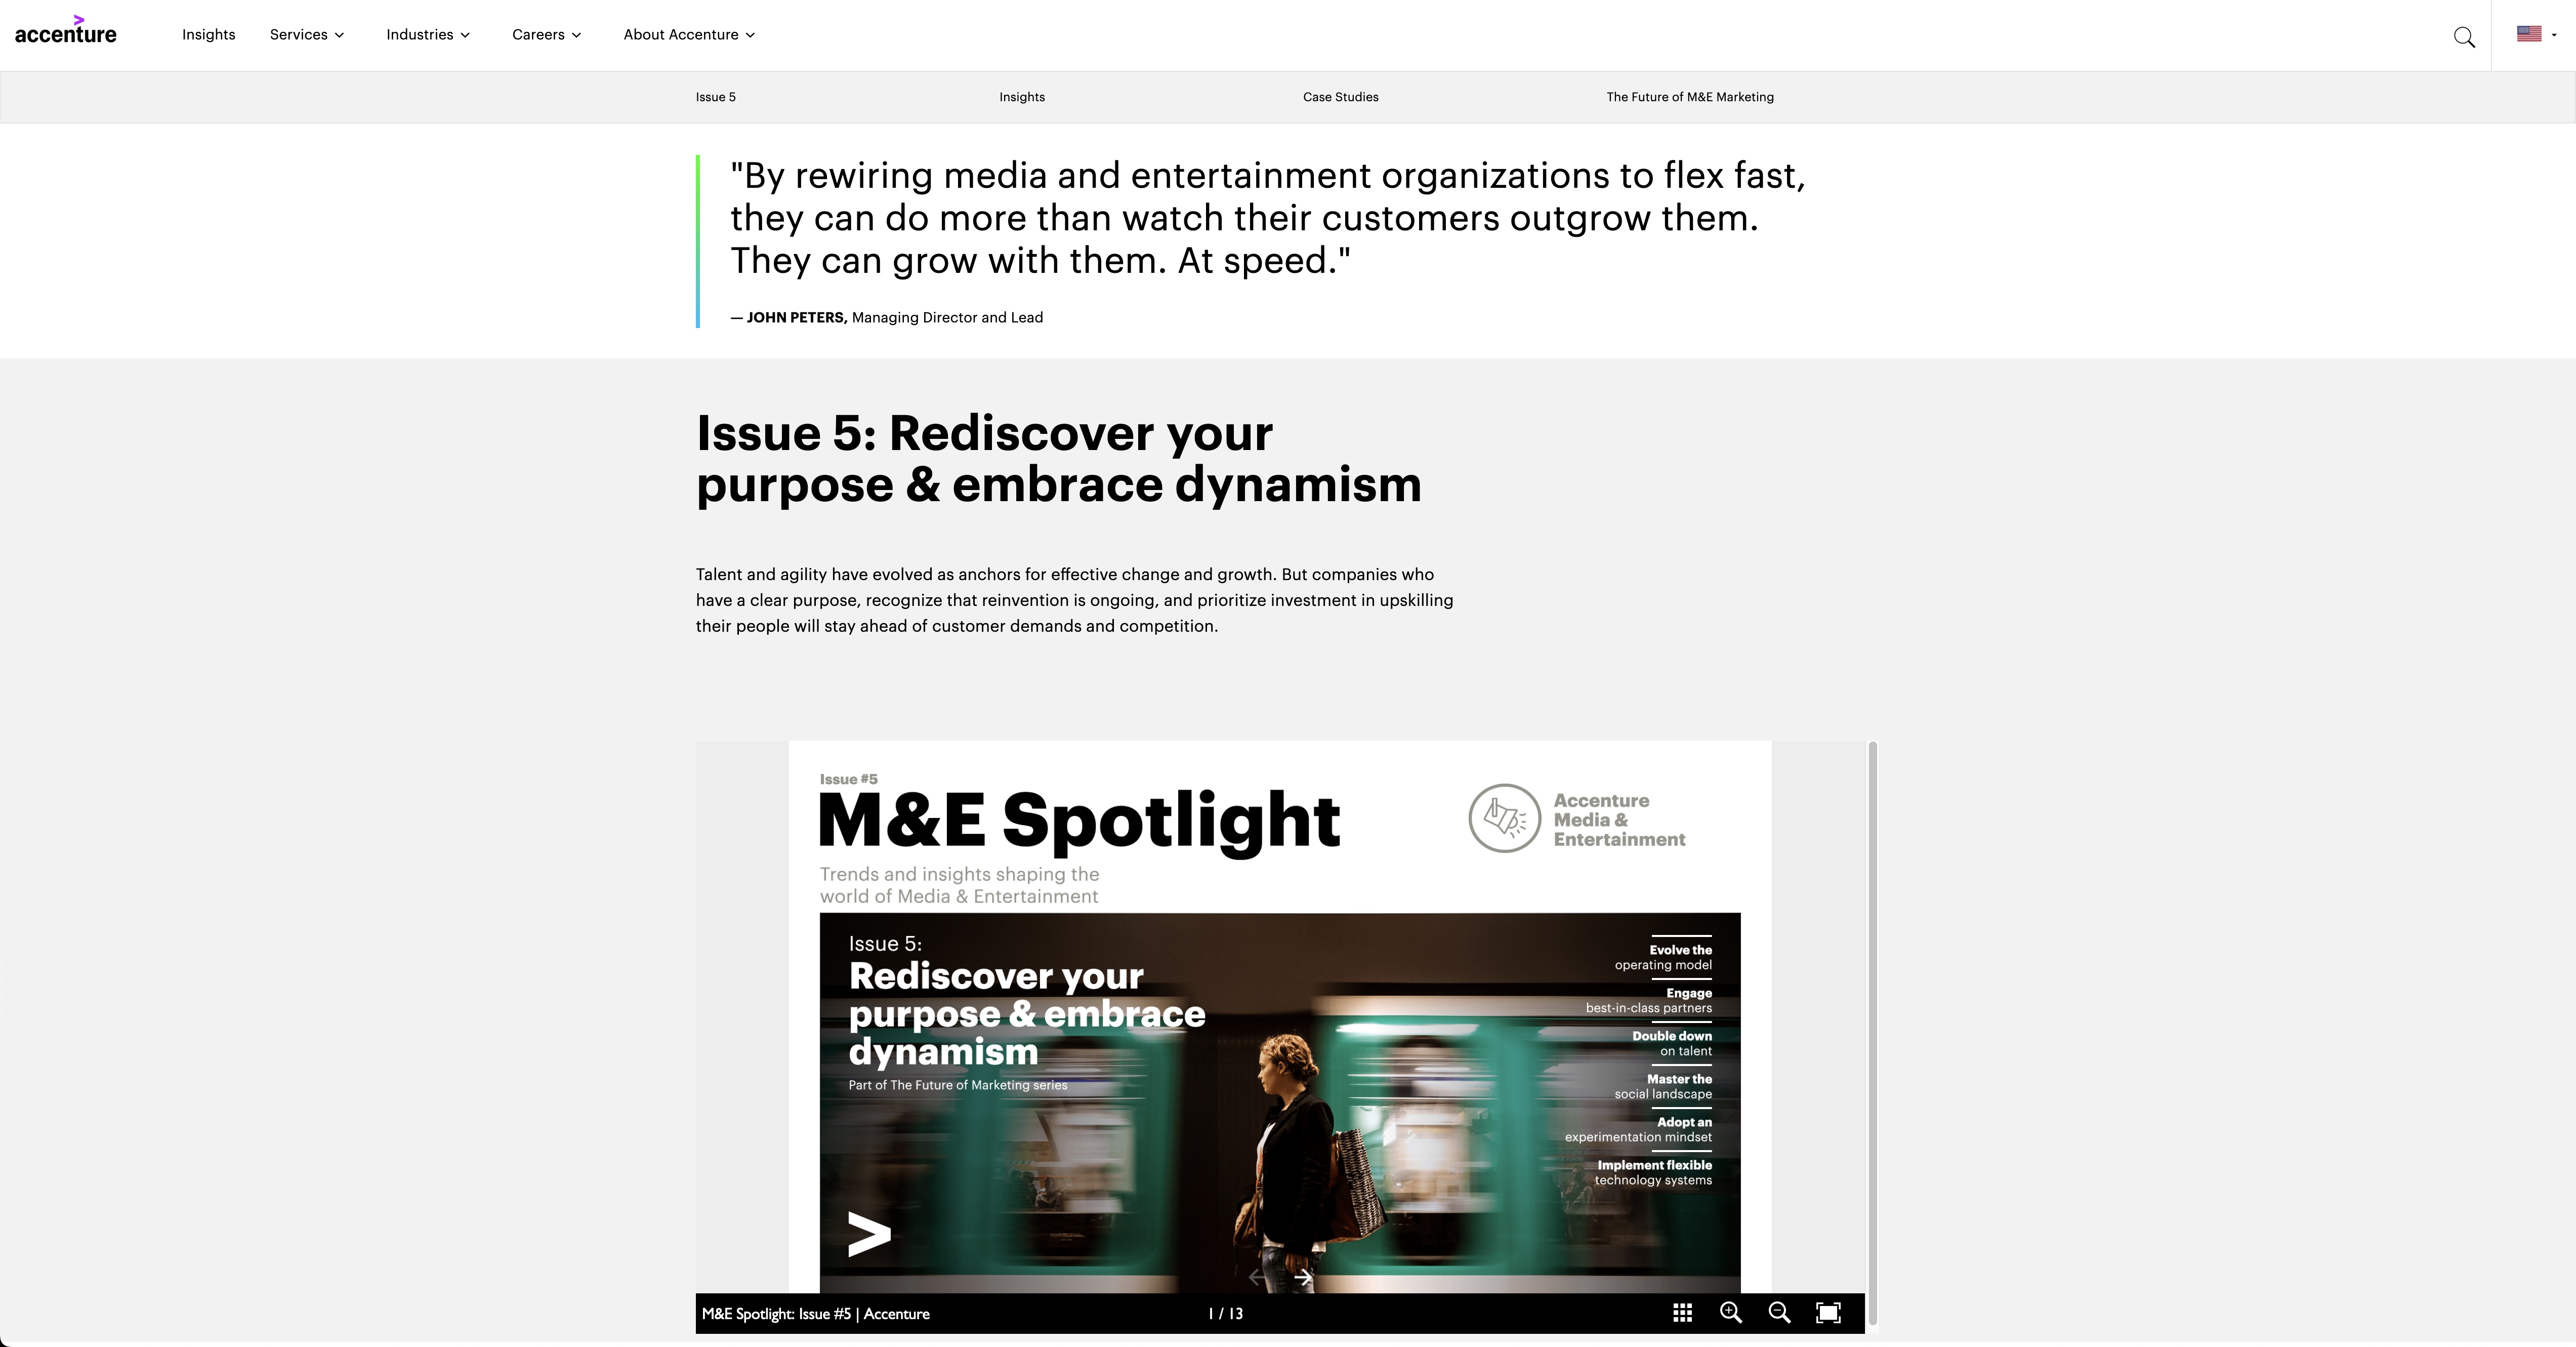 accenture
Insights
Services
Industries
Careers
About Accenture
Issue 5
Insights
Case Studies
The Future of M&E Marketing
"By rewiring media and entertainment organizations to flex fast,
they can do more than watch their customers outgrow them.
They can grow with them. At speed."
— JOHN PETERS, Managing Director and Lead
Issue 5: Rediscover your
purpose & embrace dynamism
Talent and agility have evolved as anchors for effective change and growth. But companies who
have a clear purpose, recognize that reinvention is ongoing, and prioritize investment in upskilling
their people will stay ahead of customer demands and competition.
Issue #5
M&E Spotlight
Trends and insights shaping the
world of Media & Entertainment
Accenture
Media &
Entertainment
Issue 5:
Rediscover your
purpose & embrace
dynamism
Part of The Future of Marketing series
Evolve the
operating model
Engage
best-in-class partners
Double down
on talent
Master the
social landscape
Adopt an
experimentation mindset
Implement flexible
technology systems
M&E Spotlight: Issue #5 | Accenture
1 / 13